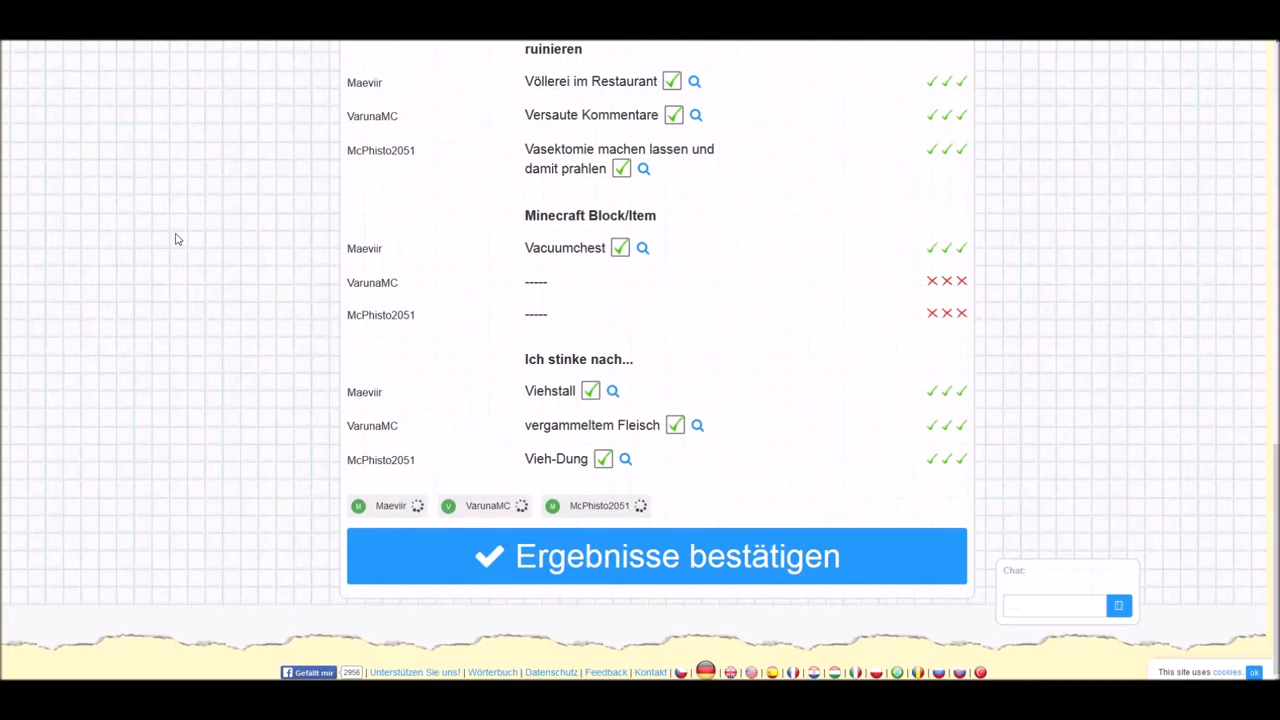 ruinieren
Maeviir Völlerei im Restaurant
VarunaMC Versaute Kommentare
McPhisto2051 Vasektomie machen lassen und
damit prahlen
Minecraft Block/Item
Maeviir Vacuumchest
VarunaMC -----
McPhisto2051 -----
Ich stinke nach...
Maeviir Viehstall
VarunaMC vergammeltem Fleisch
McPhisto2051 Vieh-Dung
M Maeviir V VarunaMC M McPhisto2051
Ergebnisse bestätigen
Chat:
...
Gefällt mir 2956 | Unterstützen Sie uns! | Wörterbuch | Datenschutz | Feedback | Kontakt |
This site uses cookies. ok